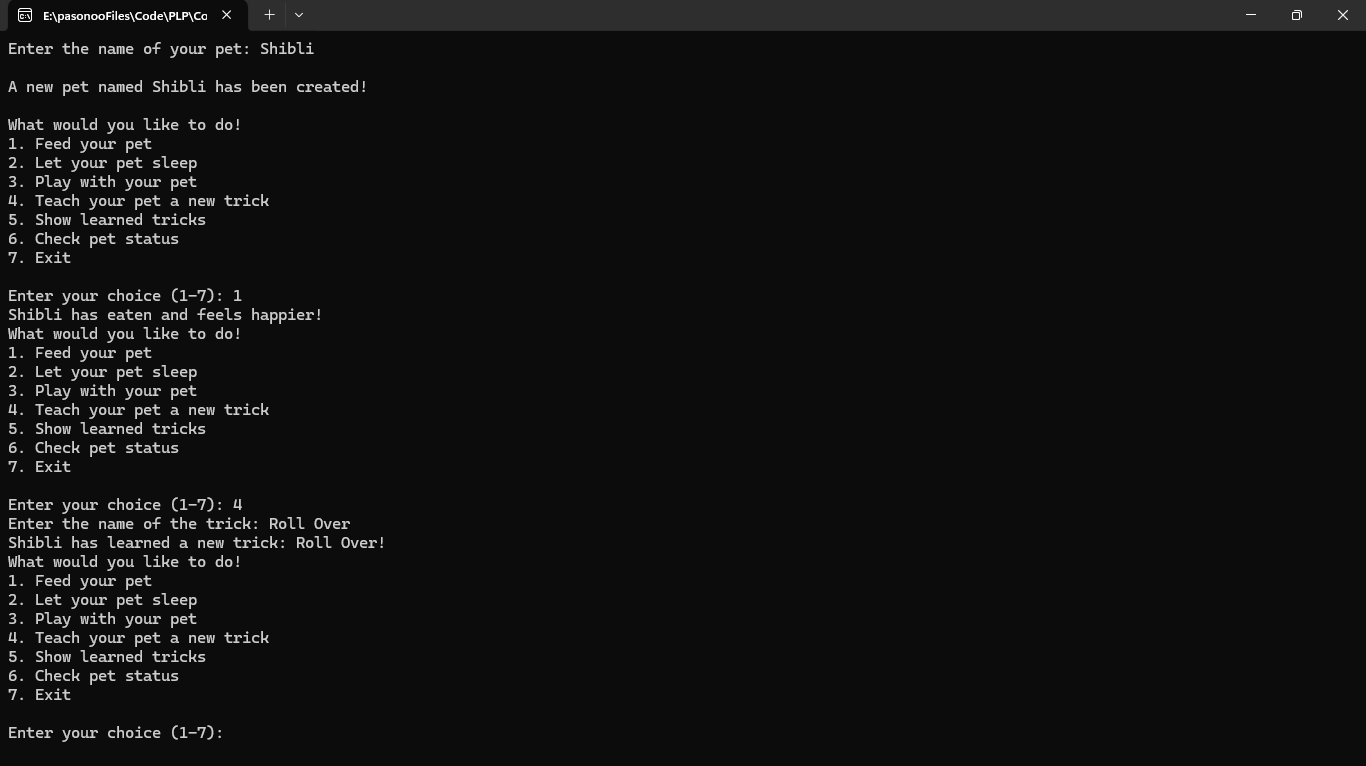 E:\pasonooFiles\Code\PLP\Co
Enter the name of your pet: Shibli
A new pet named Shibli has been created!
What would you like to do!
1. Feed your pet
2. Let your pet sleep
3. Play with your pet
4. Teach your pet a new trick
5. Show learned tricks
6. Check pet status
7. Exit
Enter your choice (1-7): 1
Shibli has eaten and feels happier!
What would you like to do!
1. Feed your pet
2. Let your pet sleep
3. Play with your pet
4. Teach your pet a new trick
5. Show learned tricks
6. Check pet status
7. Exit
Enter your choice (1-7): 4
Enter the name of the trick: Roll Over
Shibli has learned a new trick: Roll Over!
What would you like to do!
1. Feed your pet
2. Let your pet sleep
3. Play with your pet
4. Teach your pet a new trick
5. Show learned tricks
6. Check pet status
7. Exit
Enter your choice (1-7):